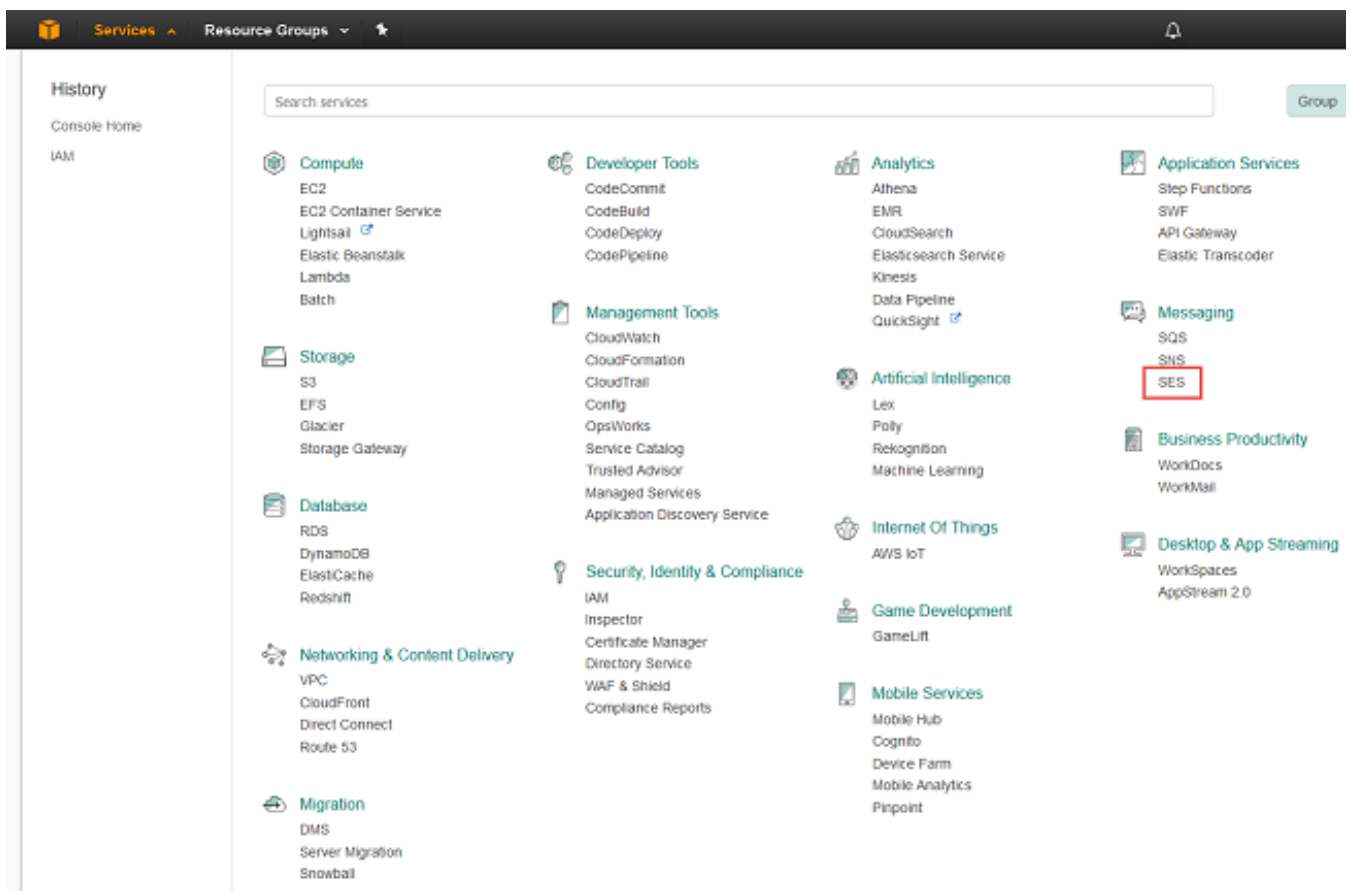 Services Resource Groups
History
Console Home
IAM
Search services
Group
Compute
EC2
EC2 Container Service
Lightsail
Elastic Beanstalk
Lambda
Batch
Storage
S3
EFS
Glacier
Storage Gateway
Database
RDS
DynamoDB
ElastiCache
Redshift
Networking & Content Delivery
VPC
CloudFront
Direct Connect
Route 53
Migration
DMS
Server Migration
Snowball
Developer Tools
CodeCommit
CodeBuild
CodeDeploy
CodePipeline
Management Tools
CloudWatch
CloudFormation
CloudTrail
Config
OpsWorks
Service Catalog
Trusted Advisor
Managed Services
Application Discovery Service
Security, Identity & Compliance
IAM
Inspector
Certificate Manager
Directory Service
WAF & Shield
Compliance Reports
Analytics
Athena
EMR
CloudSearch
Elasticsearch Service
Kinesis
Data Pipeline
QuickSight
Artificial Intelligence
Lex
Polly
Rekognition
Machine Learning
Internet Of Things
AWS IoT
Game Development
GameLift
Mobile Services
Mobile Hub
Cognito
Device Farm
Mobile Analytics
Pinpoint
Application Services
Step Functions
SWF
API Gateway
Elastic Transcoder
Messaging
SQS
SNS
SES
Business Productivity
WorkDocs
WorkMail
Desktop & App Streaming
WorkSpaces
AppStream 2.0